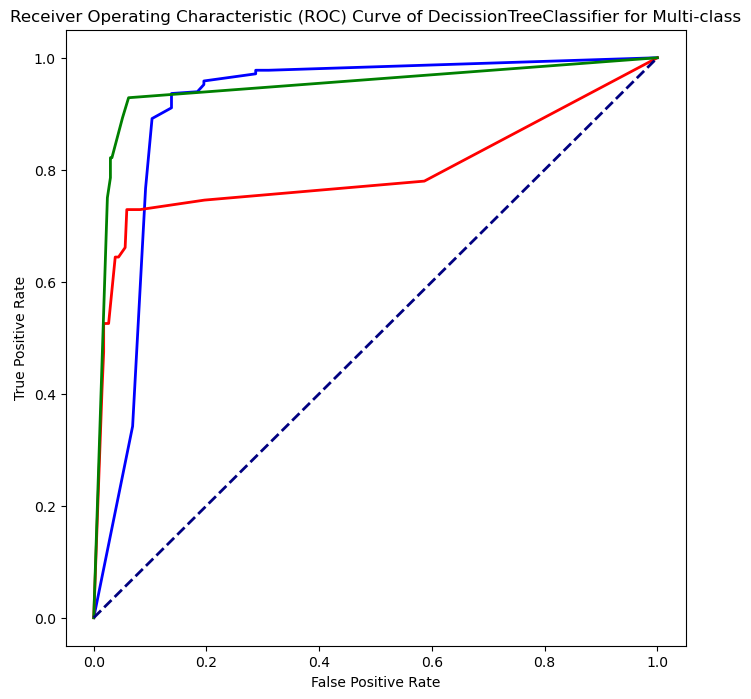 Receiver Operating Characteristic (ROC) Curve of DecissionTreeClassifier for Multi-class
1.0
0.8
0.6
0.4
0.2
0.0
True Positive Rate
0.0 0.2 0.4 0.6 0.8 1.0
False Positive Rate